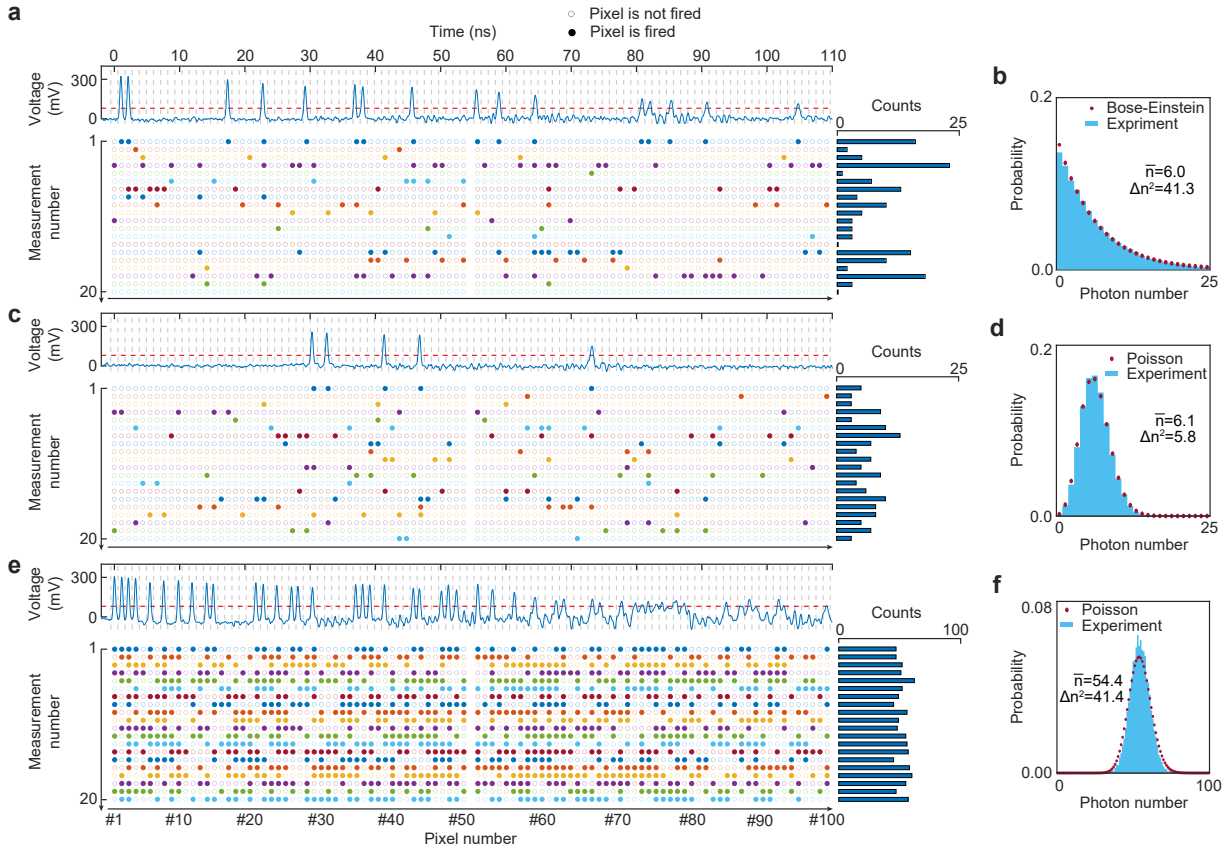 a
Time (ns)
Pixel is not fired
Pixel is fired
0 10 20 30 40 50 60 70 80 90 100 110
Voltage
(mV)
300
0
Counts
0 25
Measurement
number
1
20
b
0.2
Bose-Einstein
Expriment
n̅=6.0
Δn²=41.3
Probability
0.0
0 25
Photon number
c
Voltage
(mV)
300
0
Counts
0 25
Measurement
number
1
20
d
0.2
Poisson
Experiment
n̅=6.1
Δn²=5.8
Probability
0.0
0 25
Photon number
e
Voltage
(mV)
300
0
Counts
0 100
Measurement
number
1
20
#1 #10 #20 #30 #40 #50 #60 #70 #80 #90 #100
Pixel number
f
0.08
Poisson
Experiment
n̅=54.4
Δn²=41.4
Probability
0.00
0 100
Photon number